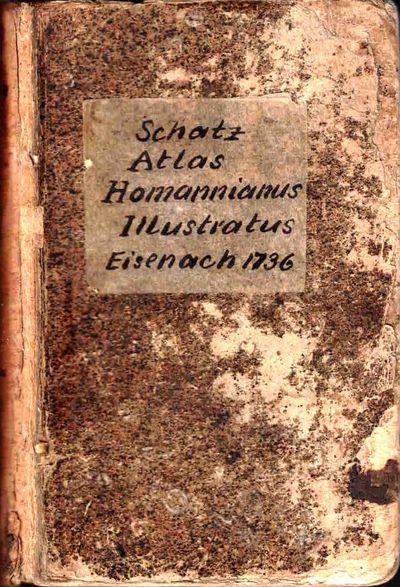 Schatz
Atlas
Homannianus
Illustratus
Eisenach 1736